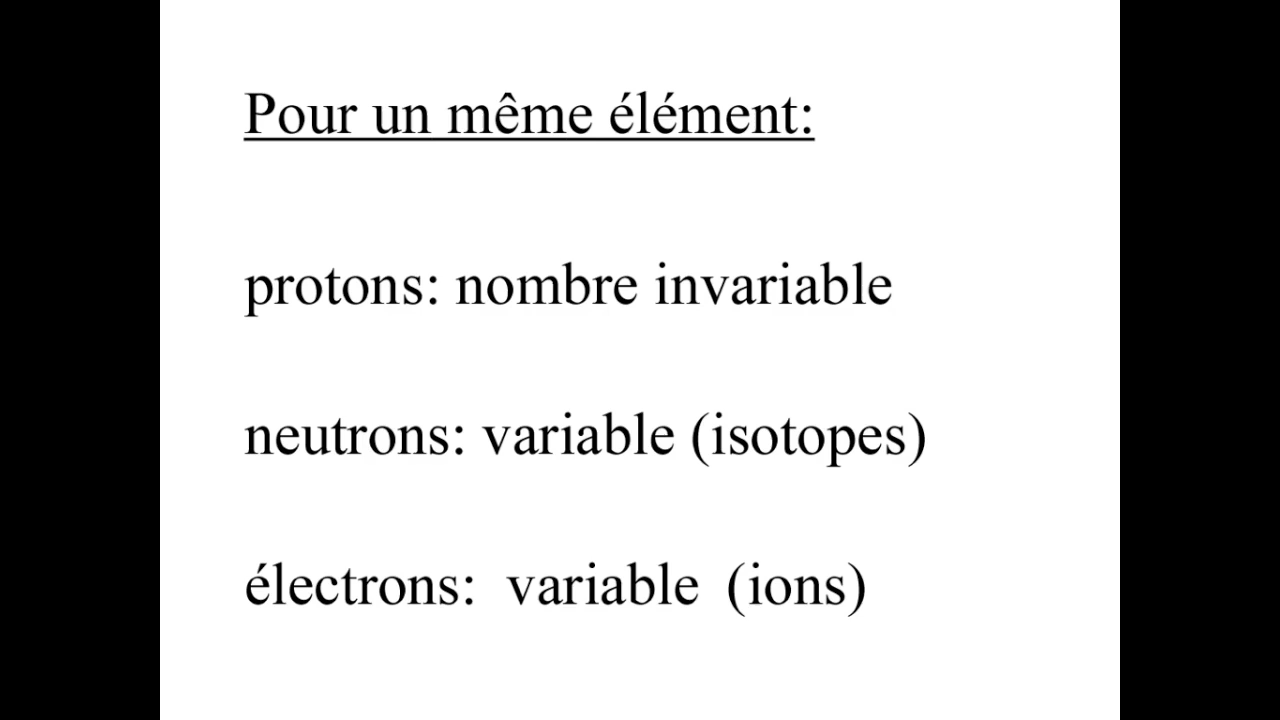 Pour un même élément:
protons: nombre invariable
neutrons: variable (isotopes)
électrons: variable (ions)